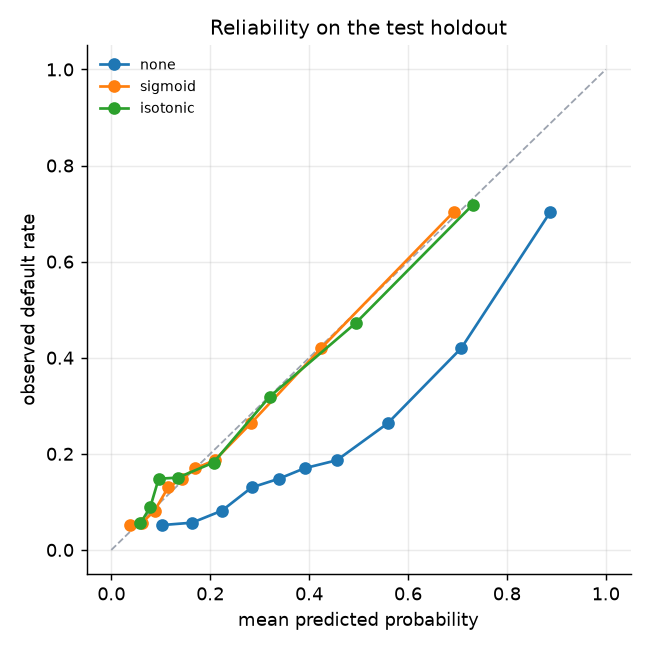 Reliability on the test holdout
none
sigmoid
isotonic
1.0
0.8
0.6
0.4
0.2
0.0
observed default rate
0.0 0.2 0.4 0.6 0.8 1.0
mean predicted probability